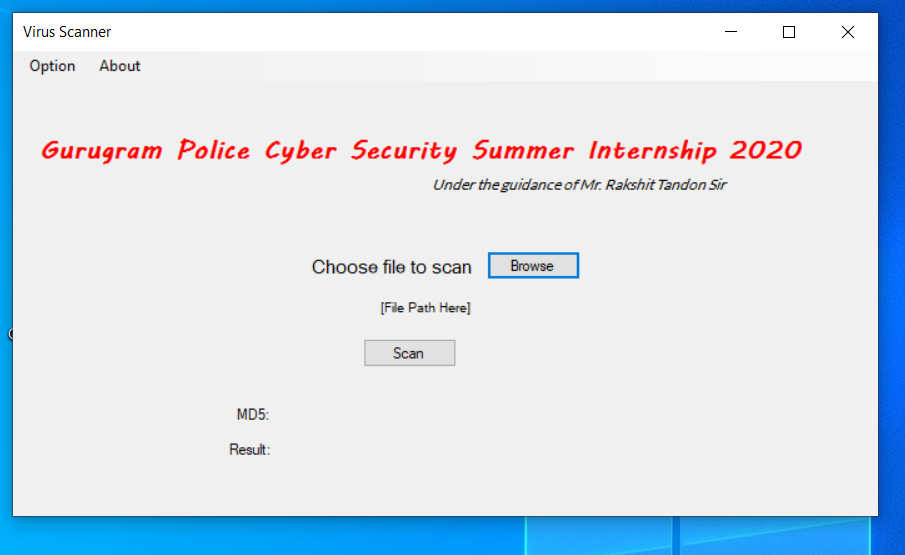 Virus Scanner
Option About
Gurugram Police Cyber Security Summer Internship 2020
Under the guidance of Mr. Rakshit Tandon Sir
Choose file to scan Browse
[File Path Here]
Scan
MD5:
Result: